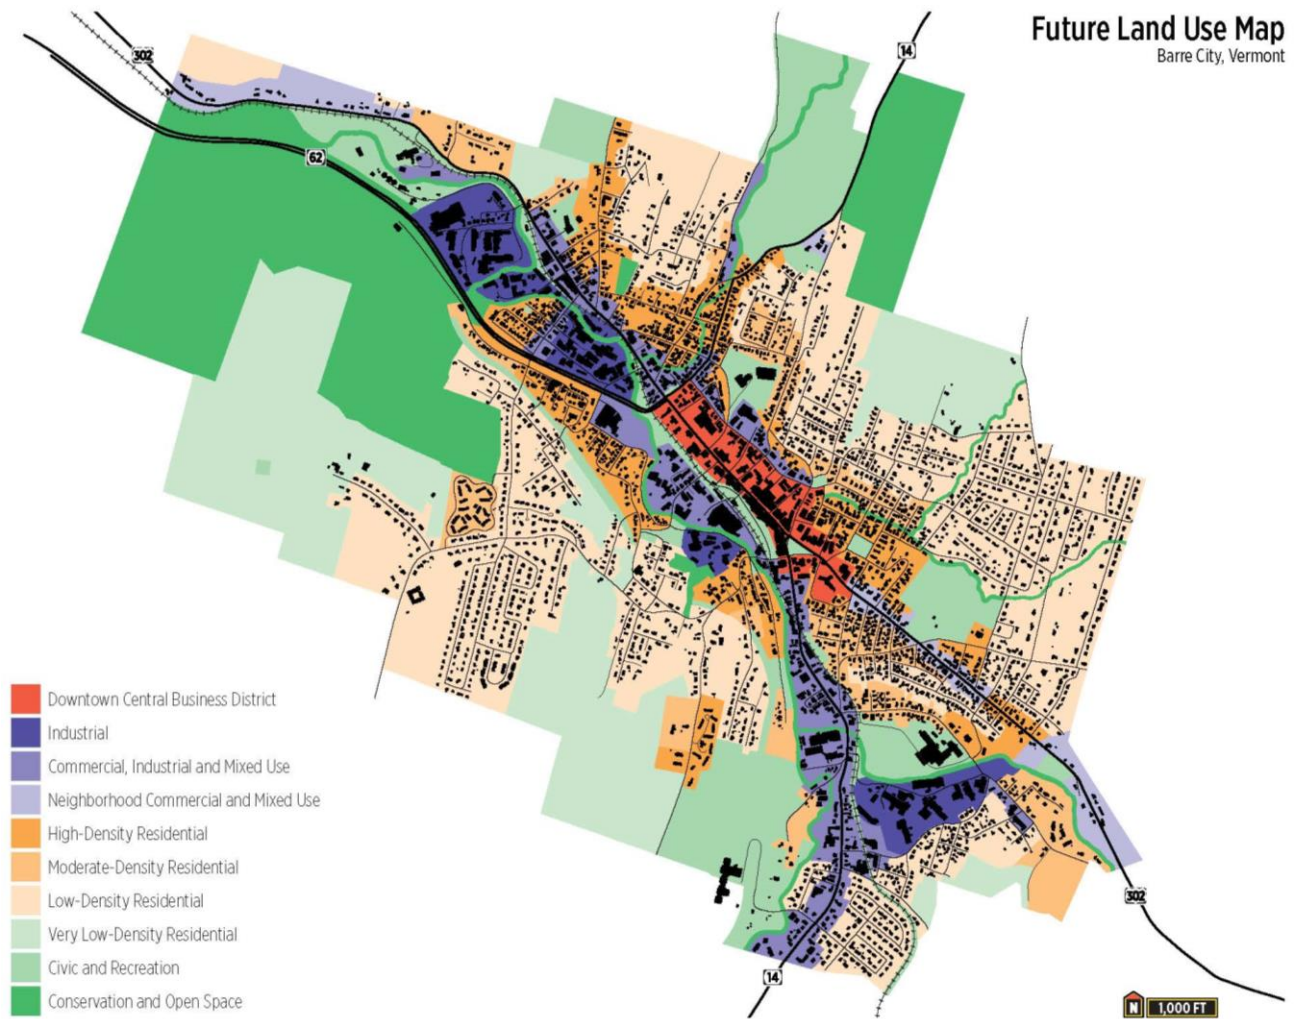 Future Land Use Map
Barre City, Vermont
302
14
62
Downtown Central Business District
Industrial
Commercial, Industrial and Mixed Use
Neighborhood Commercial and Mixed Use
High-Density Residential
Moderate-Density Residential
Low-Density Residential
Very Low-Density Residential
Civic and Recreation
Conservation and Open Space
302
14
N 1,000 FT